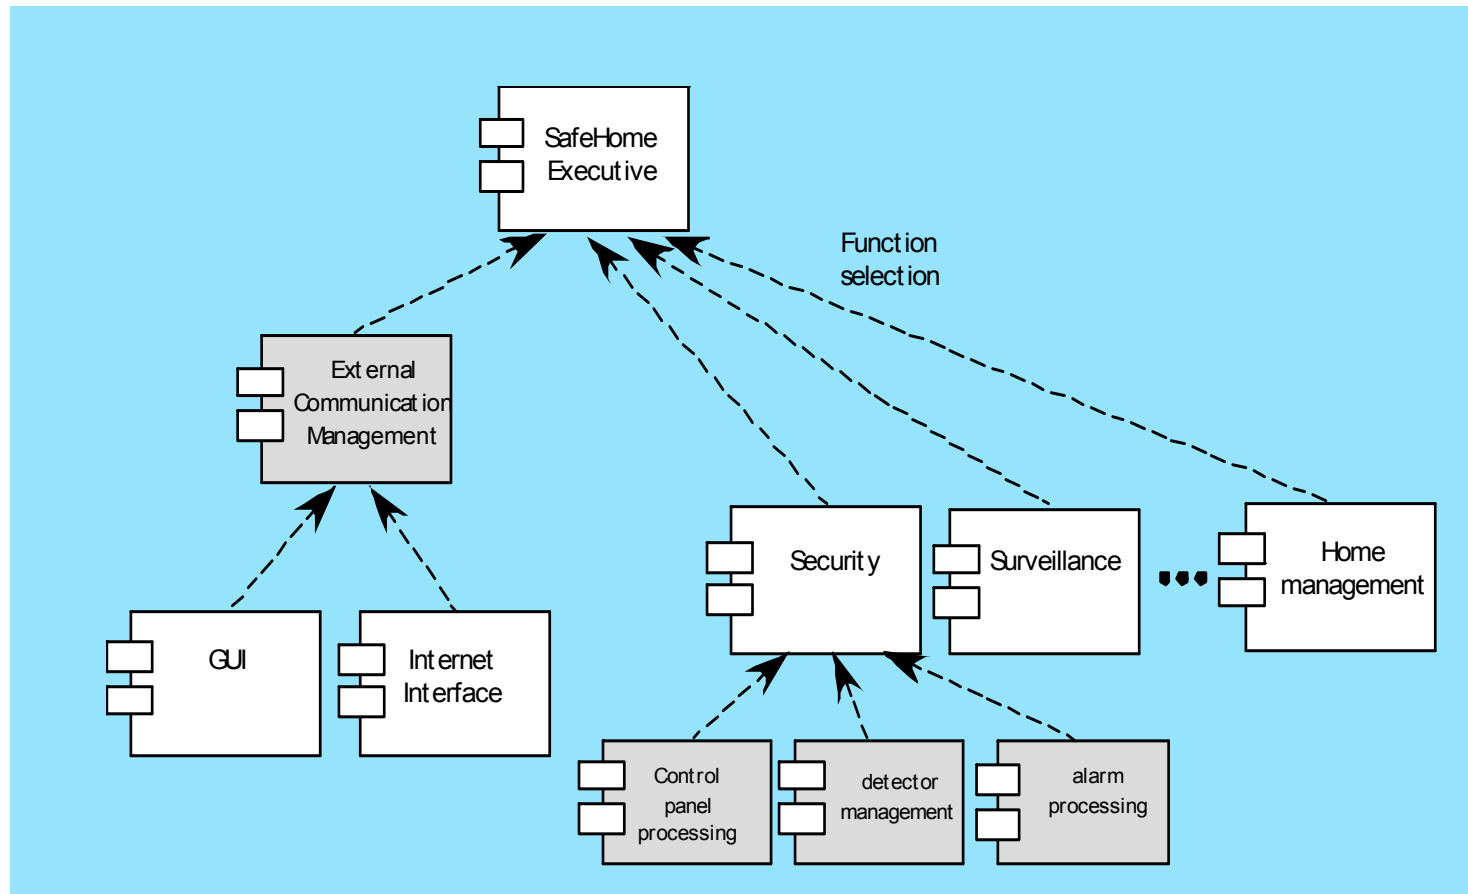 SafeHome
Executive
Function
selection
External
Communication
Management
Security
Surveillance
Home
management
GUI
Internet
Interface
Control
panel
processing
detector
management
alarm
processing